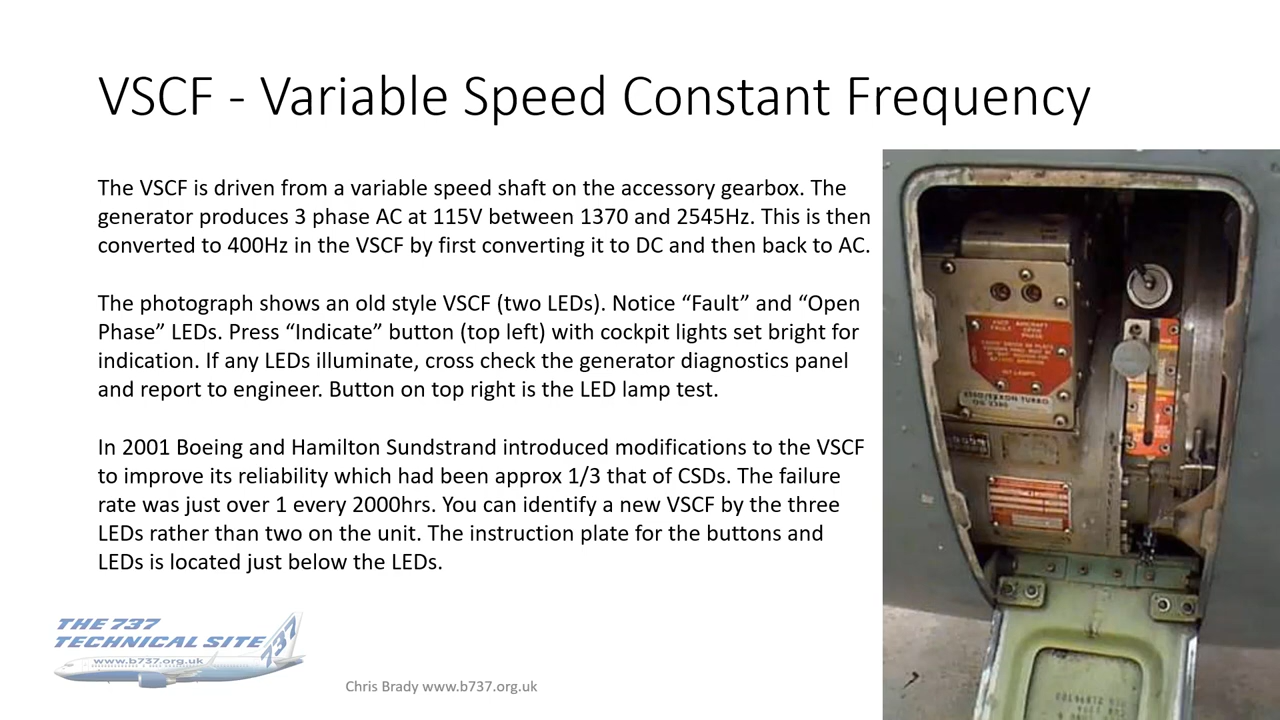 VSCF - Variable Speed Constant Frequency
The VSCF is driven from a variable speed shaft on the accessory gearbox. The
generator produces 3 phase AC at 115V between 1370 and 2545Hz. This is then
converted to 400Hz in the VSCF by first converting it to DC and then back to AC.
The photograph shows an old style VSCF (two LEDs). Notice “Fault” and “Open
Phase” LEDs. Press “Indicate” button (top left) with cockpit lights set bright for
indication. If any LEDs illuminate, cross check the generator diagnostics panel
and report to engineer. Button on top right is the LED lamp test.
In 2001 Boeing and Hamilton Sundstrand introduced modifications to the VSCF
to improve its reliability which had been approx 1/3 that of CSDs. The failure
rate was just over 1 every 2000hrs. You can identify a new VSCF by the three
LEDs rather than two on the unit. The instruction plate for the buttons and
LEDs is located just below the LEDs.
THE 737
TECHNICAL SITE
737
www.b737.org.uk
Chris Brady www.b737.org.uk
VSCF AIRCRAFT
FAULT OPEN
PHASE